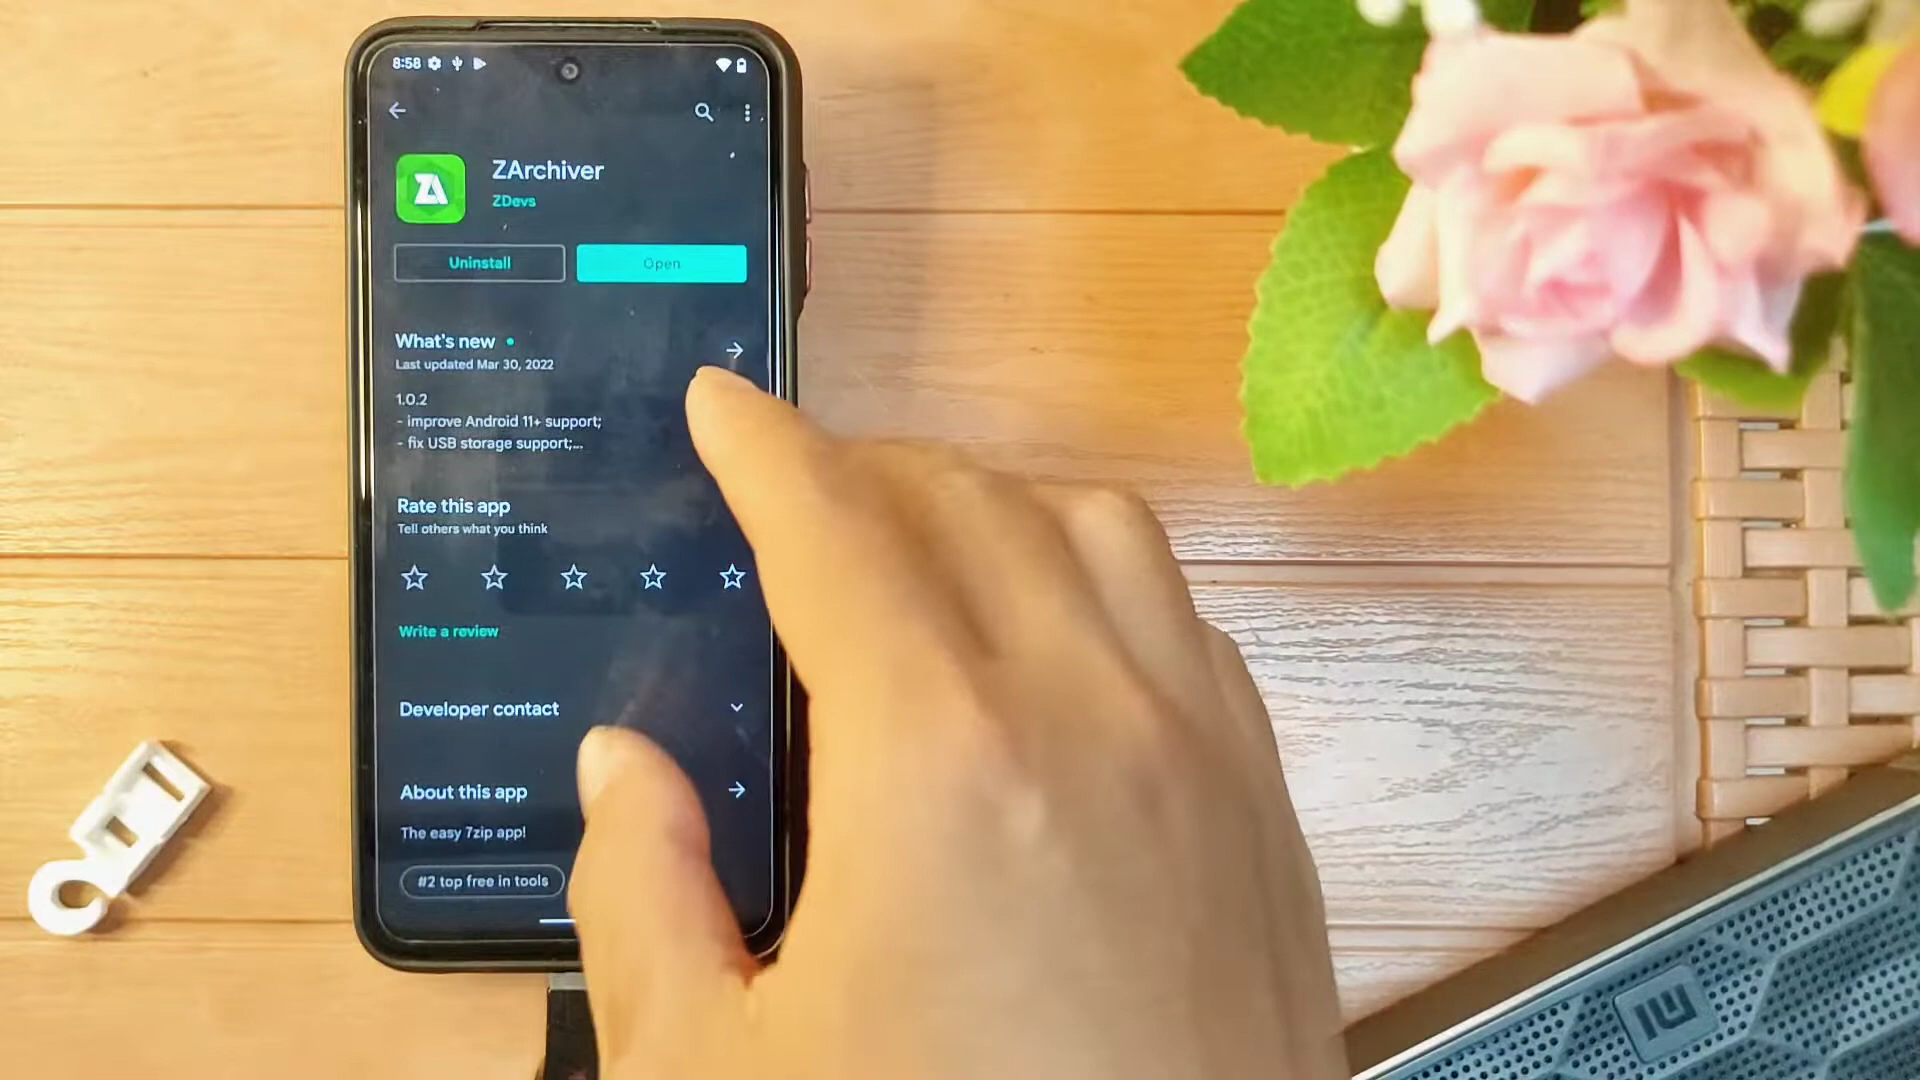 8:58
ZArchiver
ZA
ZDevs
Uninstall
Open
What's new
Last updated Mar 30, 2022
1.0.2
- improve Android 11+ support;
- fix USB storage support;...
Rate this app
Tell others what you think
Write a review
Developer contact
About this app
The easy 7zip app!
#2 top free in tools